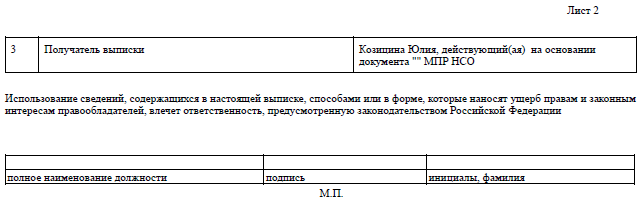 Лист 2
3 Получатель выписки Козицина Юлия, действующий(ая) на основании
документа "" МПР НСО
Использование сведений, содержащихся в настоящей выписке, способами или в форме, которые наносят ущерб правам и законным
интересам правообладателей, влечет ответственность, предусмотренную законодательством Российской Федерации
полное наименование должности подпись инициалы, фамилия
М.П.